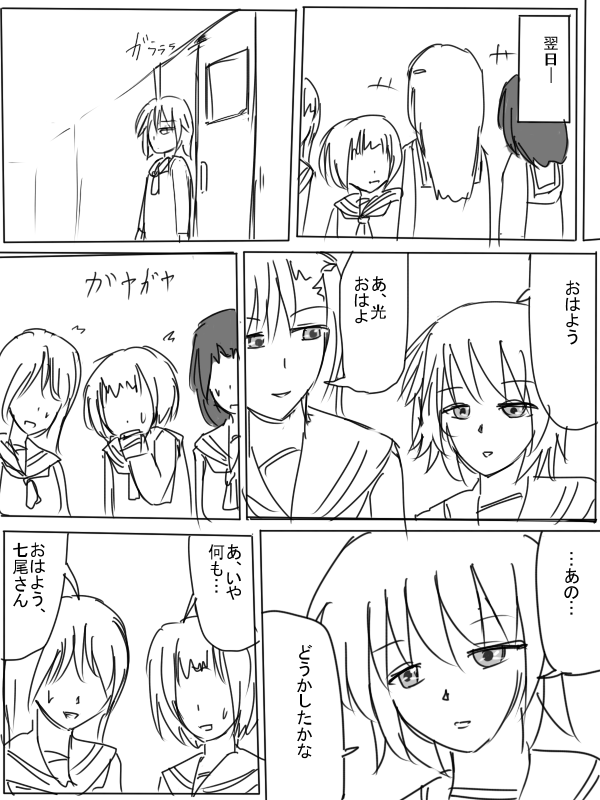 翌日―
ガラララ
おはよう
あ、光
おはよ
ガヤガヤ
…あの…
どうかしたかな
あ、いや
何も…
おはよう、
七尾さん